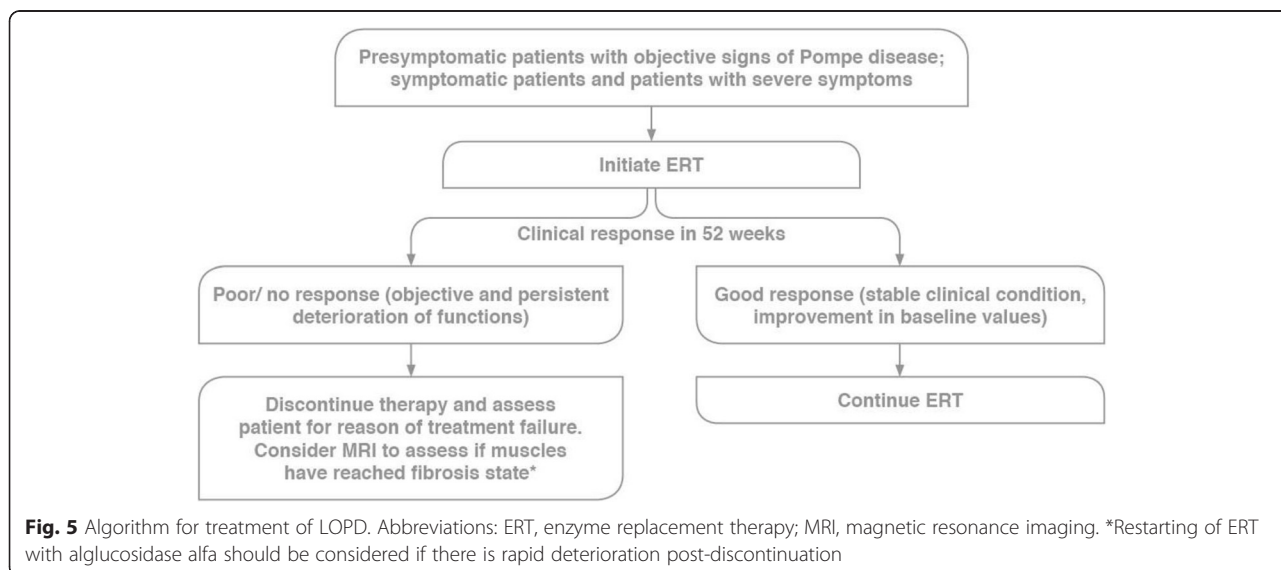 Presymptomatic patients with objective signs of Pompe disease;
symptomatic patients and patients with severe symptoms
Initiate ERT
Clinical response in 52 weeks
Poor/ no response (objective and persistent
deterioration of functions)
Good response (stable clinical condition,
improvement in baseline values)
Discontinue therapy and assess
patient for reason of treatment failure.
Consider MRI to assess if muscles
have reached fibrosis state*
Continue ERT
Fig. 5 Algorithm for treatment of LOPD. Abbreviations: ERT, enzyme replacement therapy; MRI, magnetic resonance imaging. *Restarting of ERT
with alglucosidase alfa should be considered if there is rapid deterioration post-discontinuation